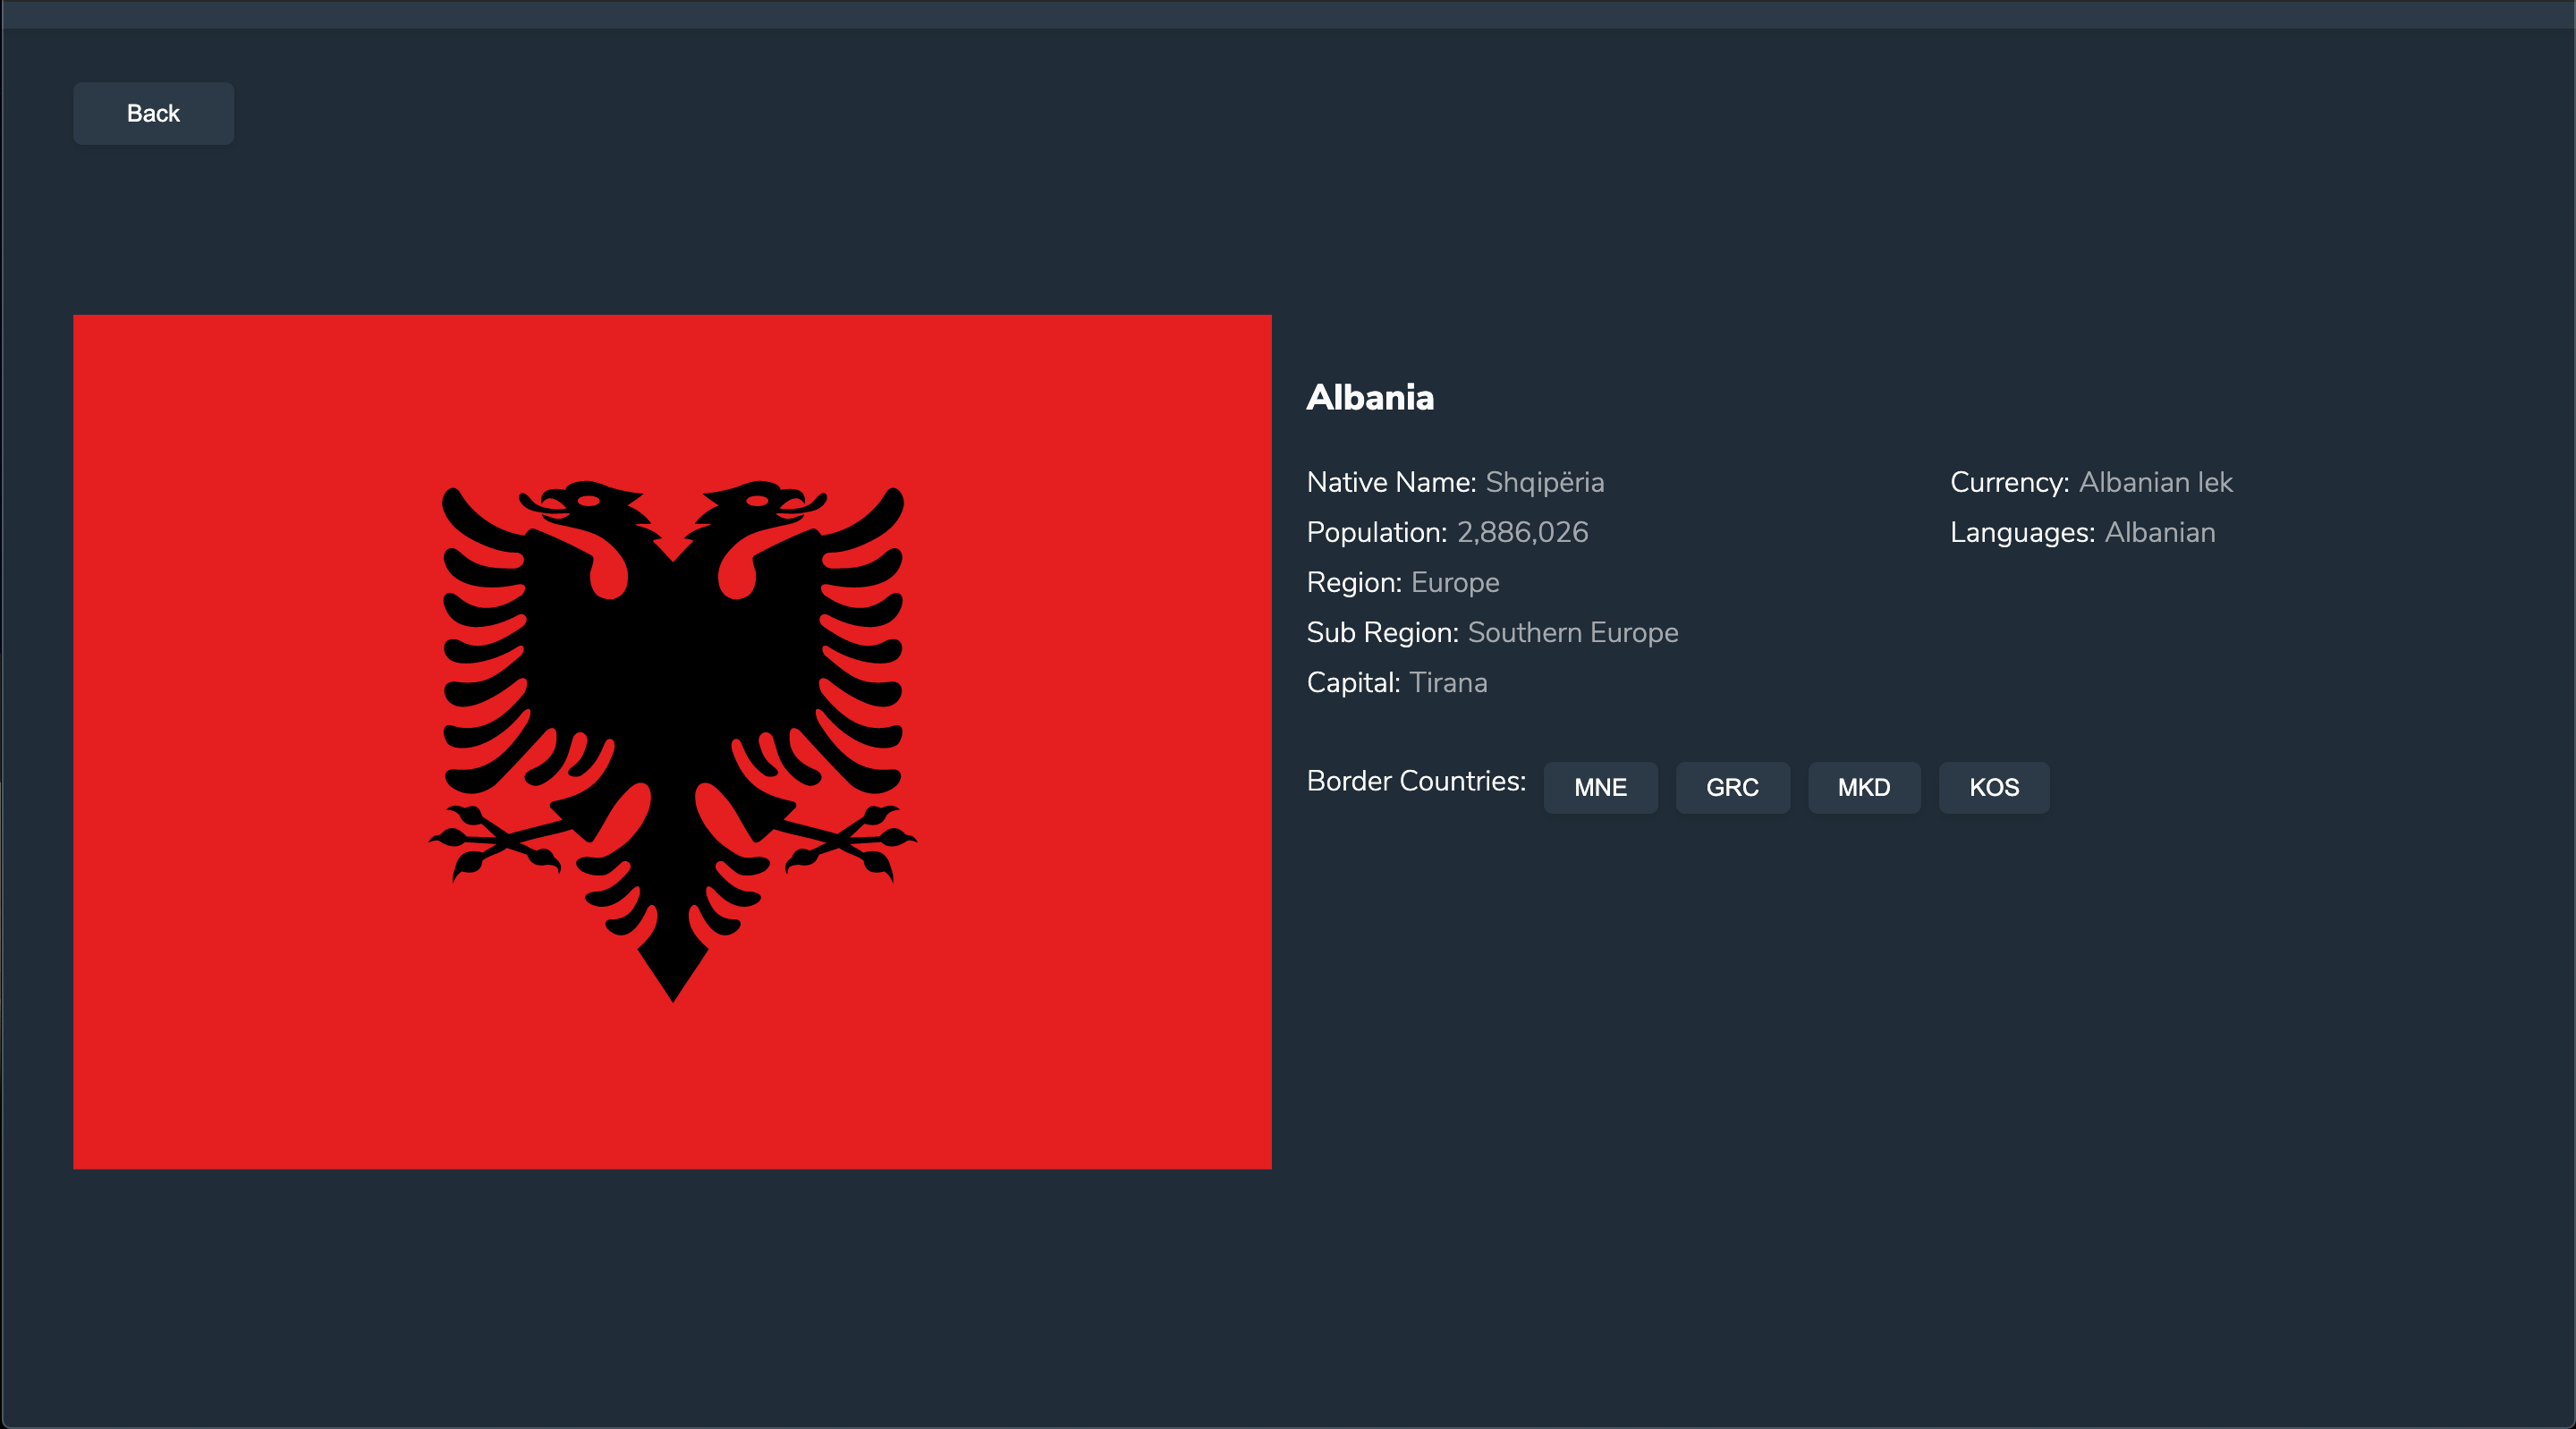 Back
Albania
Native Name: Shqipëria
Population: 2,886,026
Region: Europe
Sub Region: Southern Europe
Capital: Tirana
Currency: Albanian lek
Languages: Albanian
Border Countries: MNE GRC MKD KOS